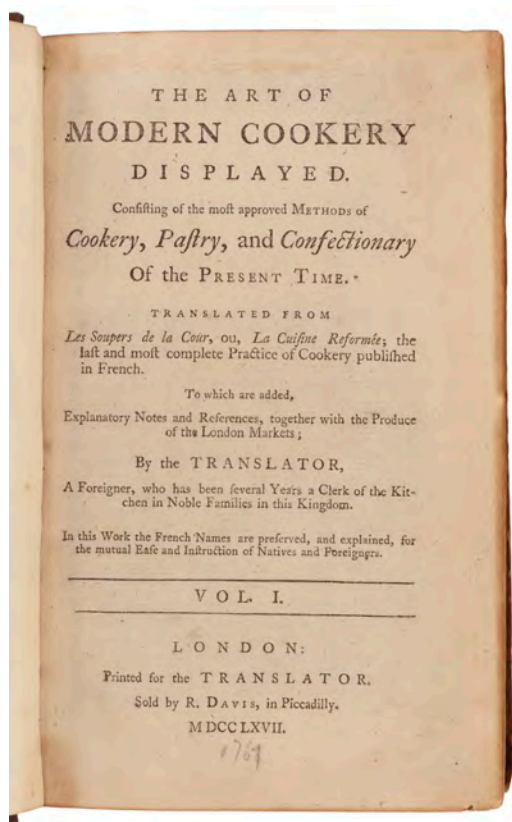 THE ART OF
MODERN COOKERY
DISPLAYED.
Conſiſting of the moſt approved METHODS of
Cookery, Paſtry, and Confectionary
Of the PRESENT TIME.
TRANSLATED FROM
Les Soupers de la Cour, ou, La Cuiſine Reformée; the
laſt and moſt complete Practice of Cookery publiſhed
in French.
To which are added,
Explanatory Notes and References, together with the Produce
of the London Markets;
By the TRANSLATOR,
A Foreigner, who has been ſeveral Years a Clerk of the Kit-
chen in Noble Families in this Kingdom.
In this Work the French Names are preſerved, and explained, for
the mutual Eaſe and Inſtruction of Natives and Foreigners.
VOL. I.
LONDON:
Printed for the TRANSLATOR.
Sold by R. DAVIS, in Piccadilly.
MDCCLXVII.
1767